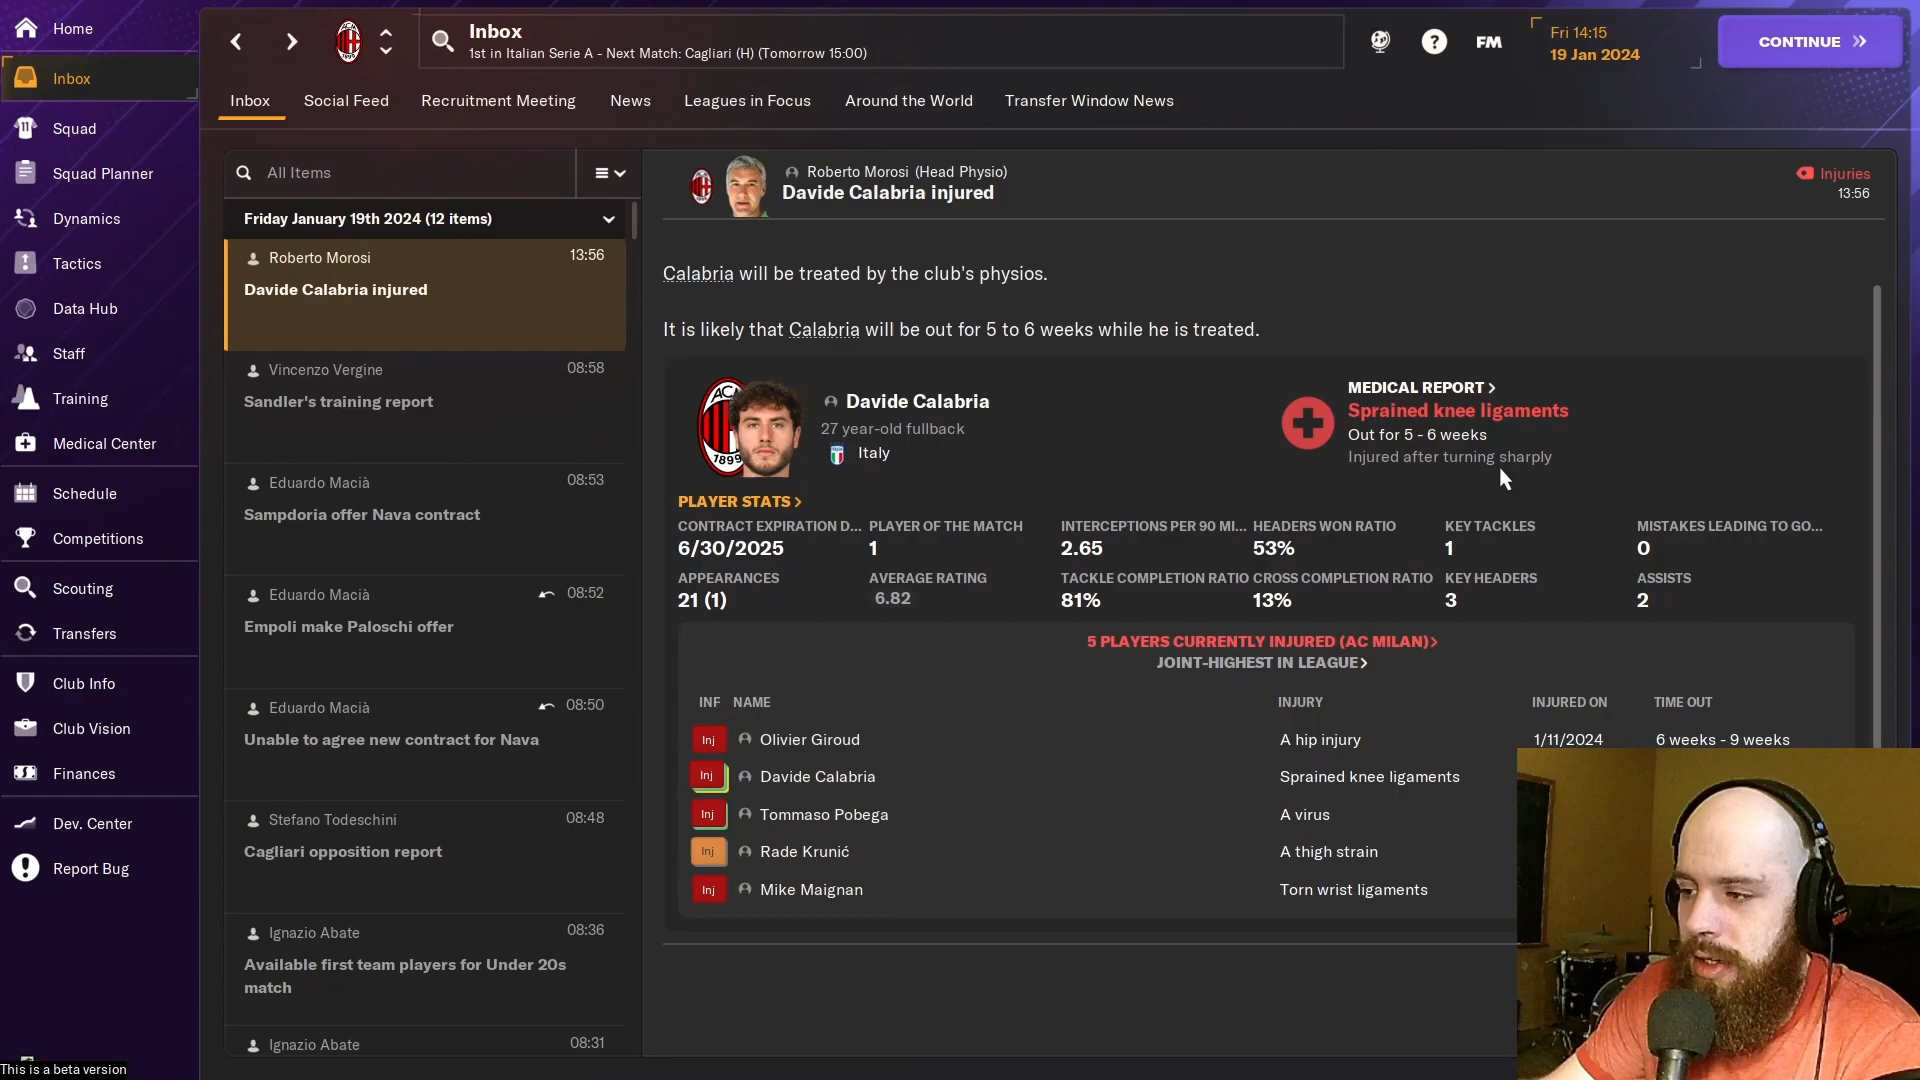 Home
Inbox
Squad
Squad Planner
Dynamics
Tactics
Data Hub
Staff
Training
Medical Center
Schedule
Competitions
Scouting
Transfers
Club Info
Club Vision
Finances
Dev. Center
Report Bug
This is a beta version
Inbox
1st in Italian Serie A - Next Match: Cagliari (H) (Tomorrow 15:00)
FM
Fri 14:15
19 Jan 2024
CONTINUE
Inbox Social Feed Recruitment Meeting News Leagues in Focus Around the World Transfer Window News
All Items
Friday January 19th 2024 (12 items)
Roberto Morosi 13:56
Davide Calabria injured
Vincenzo Vergine 08:58
Sandler's training report
Eduardo Macià 08:53
Sampdoria offer Nava contract
Eduardo Macià 08:52
Empoli make Paloschi offer
Eduardo Macià 08:50
Unable to agree new contract for Nava
Stefano Todeschini 08:48
Cagliari opposition report
Ignazio Abate 08:36
Available first team players for Under 20s
match
Ignazio Abate 08:31
Roberto Morosi (Head Physio)
Davide Calabria injured
Injuries
13:56
Calabria will be treated by the club's physios.
It is likely that Calabria will be out for 5 to 6 weeks while he is treated.
ACM
1899
Davide Calabria
27 year-old fullback
Italy
MEDICAL REPORT >
Sprained knee ligaments
Out for 5 - 6 weeks
Injured after turning sharply
PLAYER STATS >
CONTRACT EXPIRATION D... PLAYER OF THE MATCH INTERCEPTIONS PER 90 MI... HEADERS WON RATIO KEY TACKLES MISTAKES LEADING TO GO...
6/30/2025 1 2.65 53% 1 0
APPEARANCES AVERAGE RATING TACKLE COMPLETION RATIO CROSS COMPLETION RATIO KEY HEADERS ASSISTS
21 (1) 6.82 81% 13% 3 2
5 PLAYERS CURRENTLY INJURED (AC MILAN)>
JOINT-HIGHEST IN LEAGUE>
INF NAME INJURY INJURED ON TIME OUT
Inj Olivier Giroud A hip injury 1/11/2024 6 weeks - 9 weeks
Inj Davide Calabria Sprained knee ligaments
Inj Tommaso Pobega A virus
Inj Rade Krunić A thigh strain
Inj Mike Maignan Torn wrist ligaments